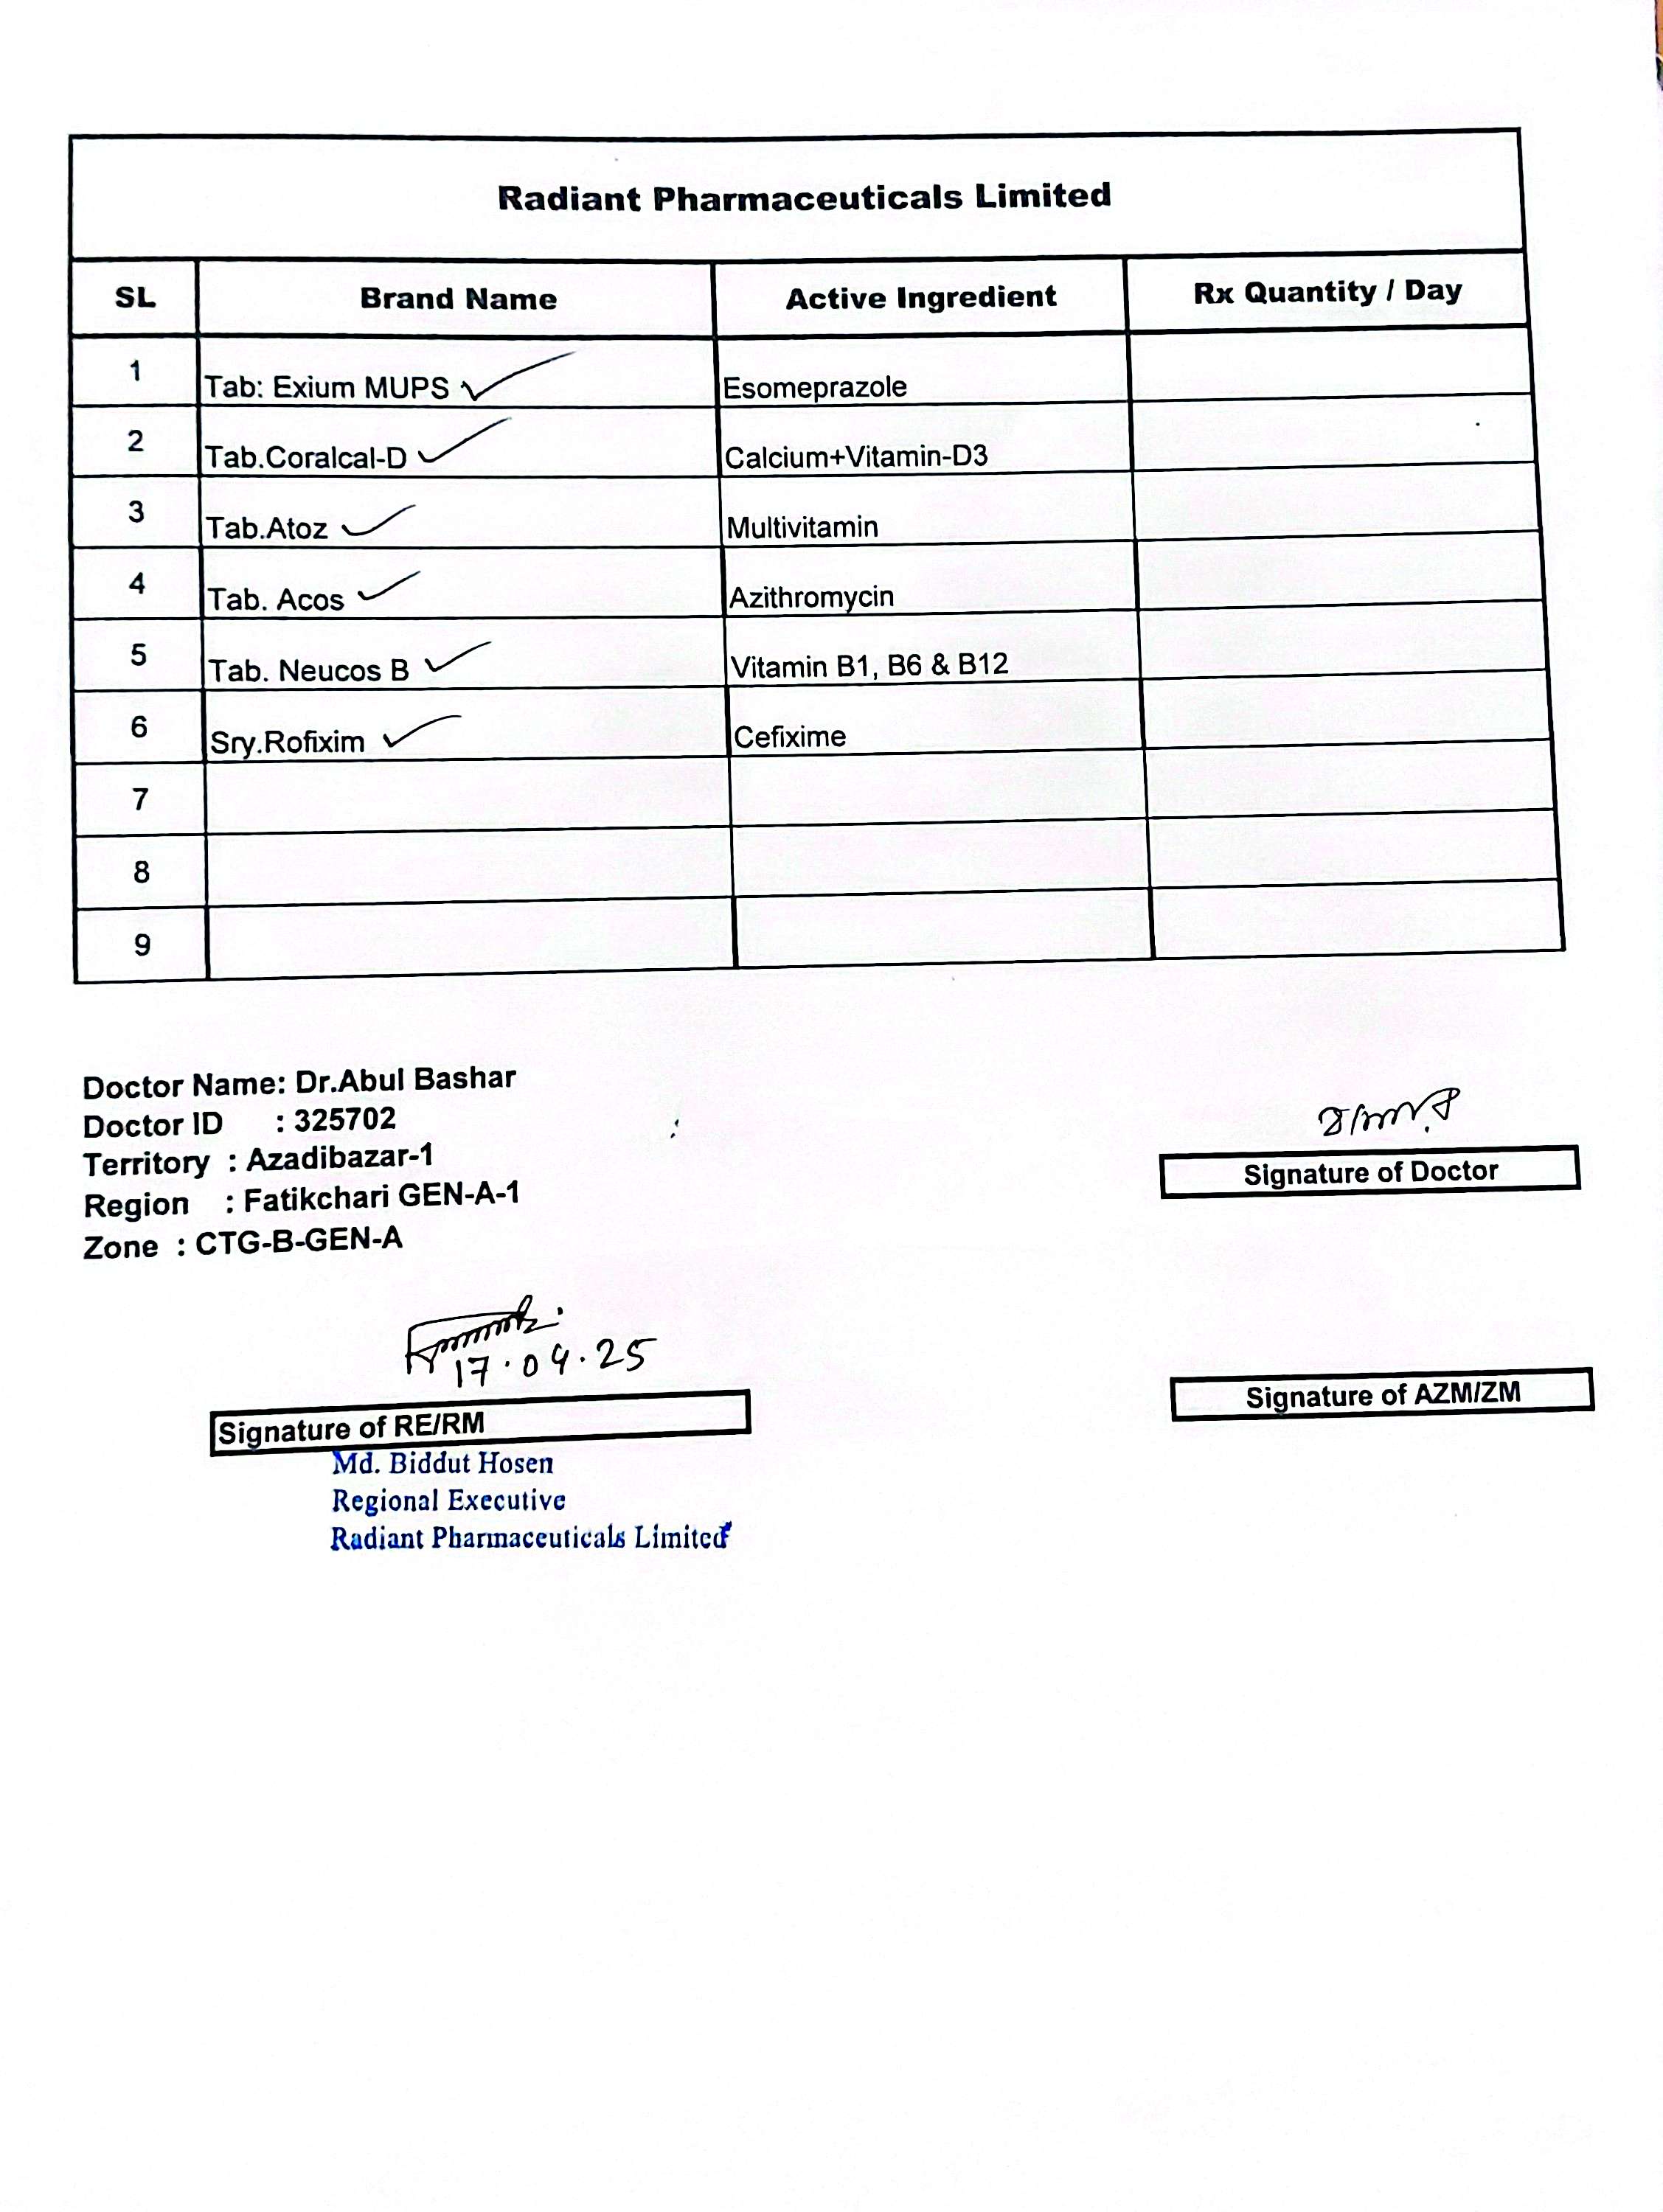 Radiant Pharmaceuticals Limited
SL Brand Name Active Ingredient Rx Quantity / Day
1 Tab: Exium MUPS Esomeprazole
2 Tab.Coralcal-D Calcium+Vitamin-D3
3 Tab.Atoz Multivitamin
4 Tab. Acos Azithromycin
5 Tab. Neucos B Vitamin B1, B6 & B12
6 Sry.Rofixim Cefixime
7
8
9
Doctor Name: Dr.Abul Bashar
Doctor ID : 325702
Territory : Azadibazar-1
Region : Fatikchari GEN-A-1
Zone : CTG-B-GEN-A
Signature of Doctor
17.04.25
Signature of RE/RM
Signature of AZM/ZM
Md. Biddut Hosen
Regional Executive
Radiant Pharmaceuticals Limited